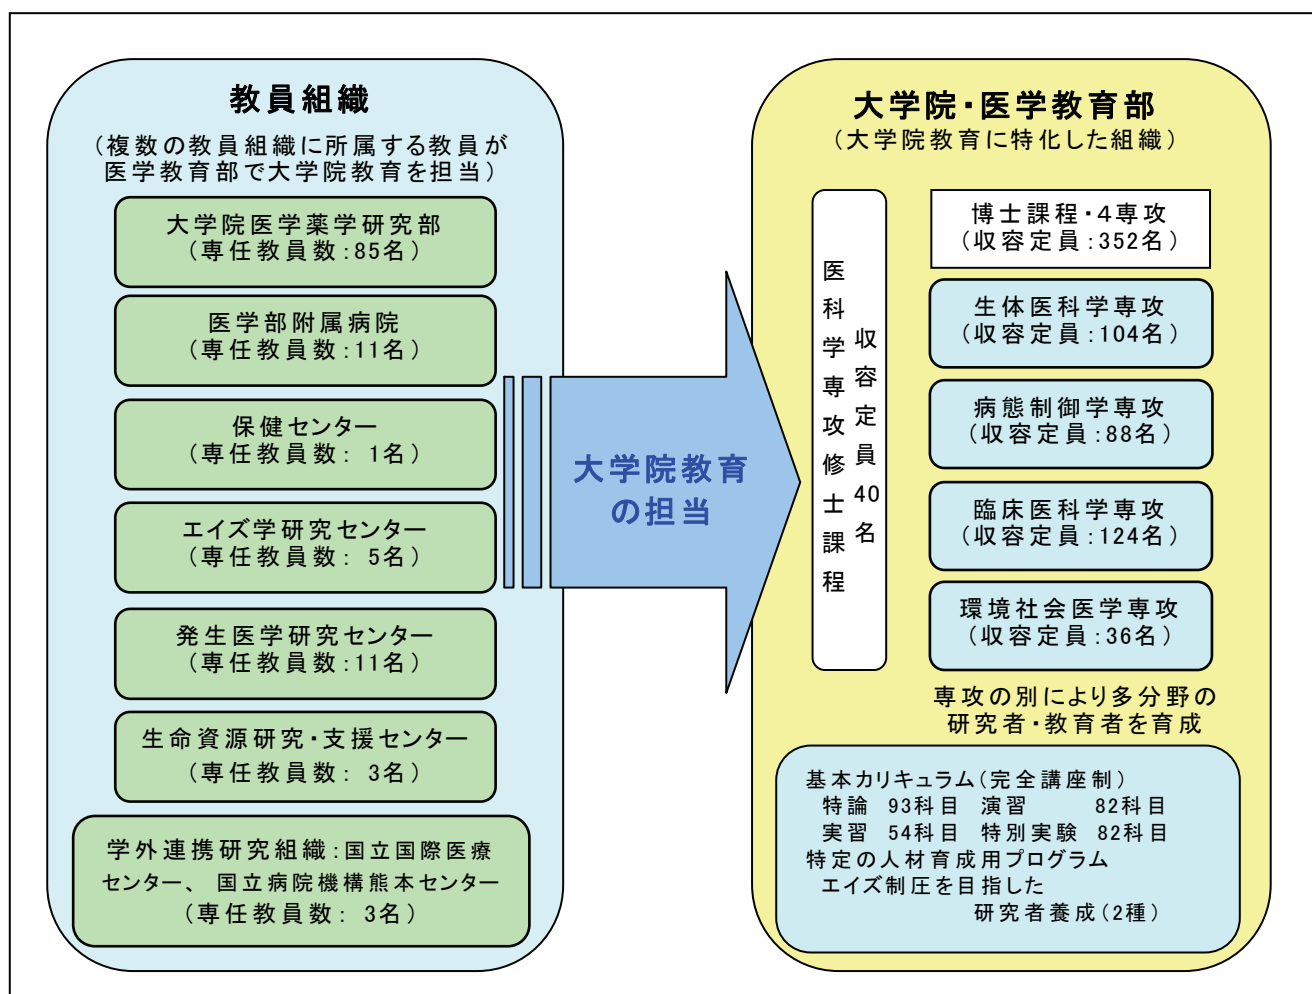 教員組織
（複数の教員組織に所属する教員が
医学教育部で大学院教育を担当）
大学院医学薬学研究部
（専任教員数:85名）
医学部附属病院
（専任教員数:11名）
保健センター
（専任教員数: 1名）
エイズ学研究センター
（専任教員数: 5名）
発生医学研究センター
（専任教員数:11名）
生命資源研究・支援センター
（専任教員数: 3名）
学外連携研究組織:国立国際医療
センター、 国立病院機構熊本センター
（専任教員数: 3名）
大学院教育
の担当
大学院・医学教育部
（大学院教育に特化した組織）
医科学専攻修士課程
収容定員40名
博士課程・４専攻
（収容定員:352名）
生体医科学専攻
（収容定員:104名）
病態制御学専攻
（収容定員:88名）
臨床医科学専攻
（収容定員:124名）
環境社会医学専攻
（収容定員:36名）
専攻の別により多分野の
研究者・教育者を育成
基本カリキュラム（完全講座制）
特論 93科目 演習 82科目
実習 54科目 特別実験 82科目
特定の人材育成用プログラム
エイズ制圧を目指した
研究者養成（2種）